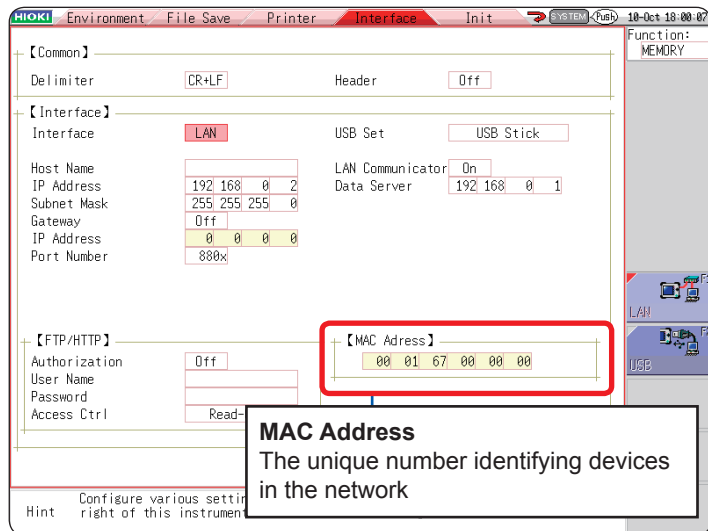 HIOKI Environment File Save Printer Interface Init SYSTEM Push 10-Oct 18:00:07
Function:
MEMORY
【Common】
Delimiter CR+LF Header Off
【Interface】
Interface LAN USB Set USB Stick
Host Name LAN Communicator On
IP Address 192 168 0 2 Data Server 192 168 0 1
Subnet Mask 255 255 255 0
Gateway Off
IP Address 0 0 0 0
Port Number 880x
LAN
【FTP/HTTP】 【MAC Adress】
Authorization Off 00 01 67 00 00 00
USB
User Name
Password
Access Ctrl Read-
MAC Address
The unique number identifying devices
in the network
Hint Configure various settin
right of this instrument